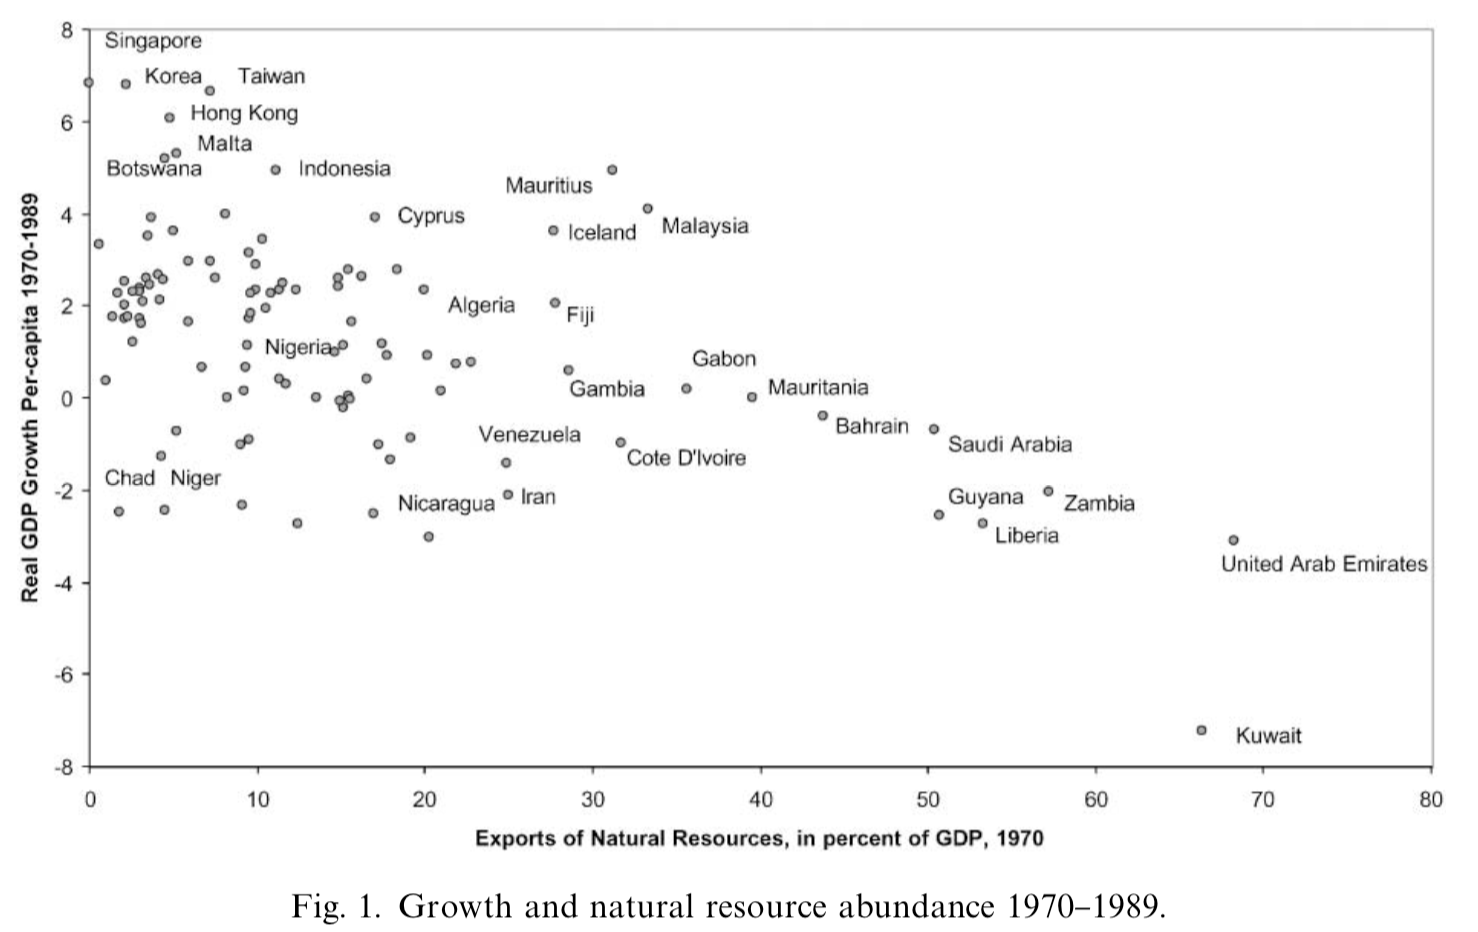 8
Singapore
Korea Taiwan
6
Hong Kong
Malta
Botswana
Indonesia
Mauritius
4
Cyprus
Iceland
Malaysia
2
Algeria
Fiji
Nigeria
Gabon
0
Gambia
Mauritania
Bahrain
Venezuela
Saudi Arabia
Cote D'Ivoire
Chad Niger
-2
Nicaragua
Iran
Guyana
Zambia
Liberia
United Arab Emirates
-4
-6
Kuwait
-8
Real GDP Growth Per-capita 1970-1989
0 10 20 30 40 50 60 70 80
Exports of Natural Resources, in percent of GDP, 1970
Fig. 1. Growth and natural resource abundance 1970–1989.